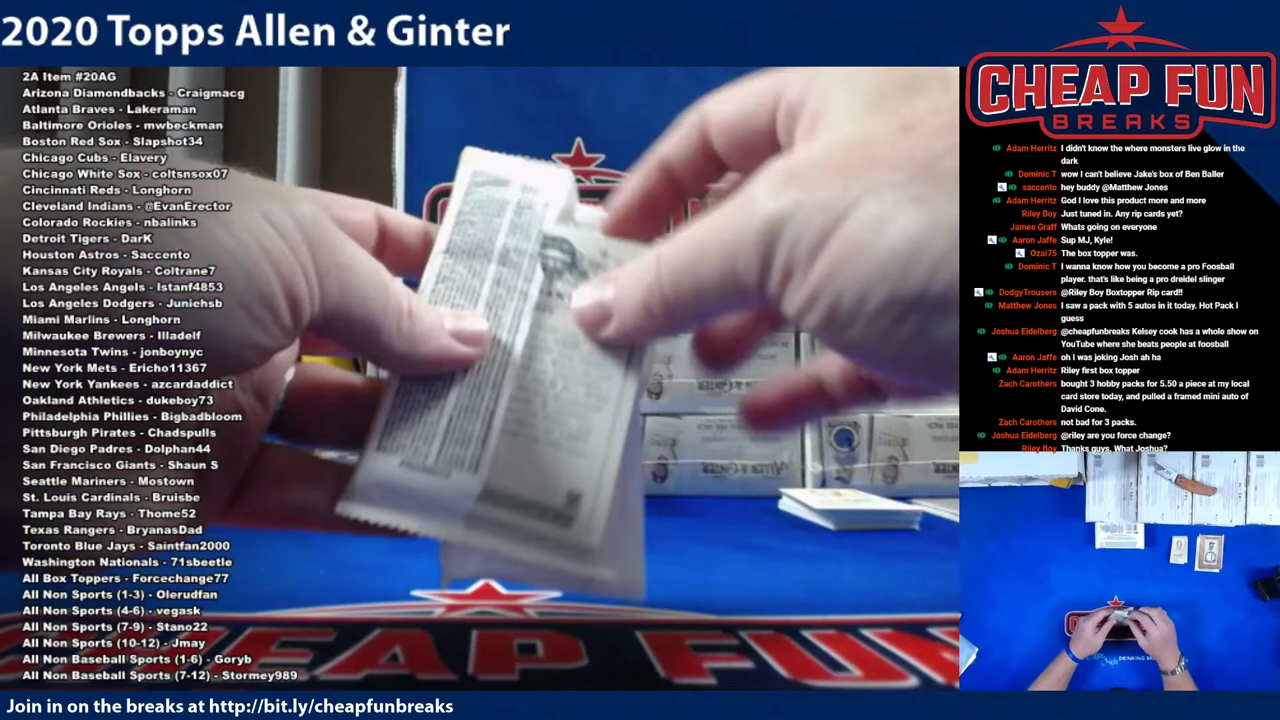 2020 Topps Allen & Ginter
2A Item #20AG
Arizona Diamondbacks - Craigmacg
Atlanta Braves - Lakeraman
Baltimore Orioles - mwbeckman
Boston Red Sox - Slapshot34
Chicago Cubs - Elavery
Chicago White Sox - coltsnsox07
Cincinnati Reds - Longhorn
Cleveland Indians - @EvanErector
Colorado Rockies - nbalinks
Detroit Tigers - DarK
Houston Astros - Saccento
Kansas City Royals - Coltrane7
Los Angeles Angels - Istanf4853
Los Angeles Dodgers - Juniehsb
Miami Marlins - Longhorn
Milwaukee Brewers - Illadelf
Minnesota Twins - jonboynyc
New York Mets - Ericho11367
New York Yankees - azcardaddict
Oakland Athletics - dukeboy73
Philadelphia Phillies - Bigbadbloom
Pittsburgh Pirates - Chadspulls
San Diego Padres - Dolphan44
San Francisco Giants - Shaun S
Seattle Mariners - Mostown
St. Louis Cardinals - Bruisbe
Tampa Bay Rays - Thome52
Texas Rangers - BryanasDad
Toronto Blue Jays - Saintfan2000
Washington Nationals - 71sbeetle
All Box Toppers - Forcechange77
All Non Sports (1-3) - Olerudfan
All Non Sports (4-6) - vegask
All Non Sports (7-9) - Stano22
All Non Sports (10-12) - Jmay
All Non Baseball Sports (1-6) - Goryb
All Non Baseball Sports (7-12) - Stormey989
CHEAP FUN
BREAKS
Adam Herritz I didn't know the where monsters live glow in the
dark
Dominic T wow I can't believe Jake's box of Ben Baller
saccento hey buddy @Matthew Jones
Adam Herritz God I love this product more and more
Riley Boy Just tuned in. Any rip cards yet?
James Graff Whats going on everyone
Aaron Jaffe Sup MJ, Kyle!
Ozai75 The box topper was.
Dominic T I wanna know how you become a pro Foosball
player. that's like being a pro dreidel slinger
DodgyTrousers @Riley Boy Boxtopper Rip card!!
Matthew Jones I saw a pack with 5 autos in it today. Hot Pack I
guess
Joshua Eidelberg @cheapfunbreaks Kelsey cook has a whole show on
YouTube where she beats people at foosball
Aaron Jaffe oh I was joking Josh ah ha
Adam Herritz Riley first box topper
Zach Carothers bought 3 hobby packs for 5.50 a piece at my local
card store today, and pulled a framed mini auto of
David Cone.
Zach Carothers not bad for 3 packs.
Joshua Eidelberg @riley are you force change?
Riley Boy Thanks guys. What Joshua?
CHEAP FUN BREAKS
Join in on the breaks at http://bit.ly/cheapfunbreaks